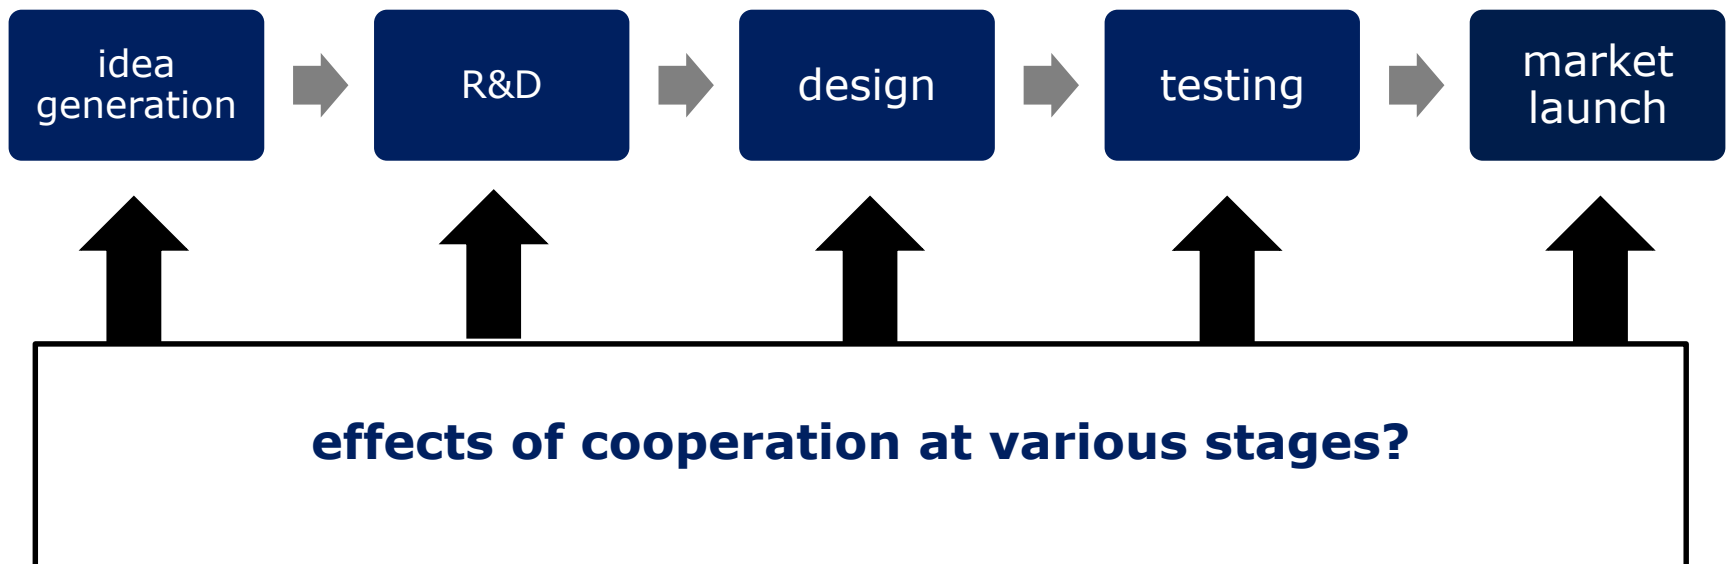 idea
generation
R&D
design
testing
market
launch
effects of cooperation at various stages?